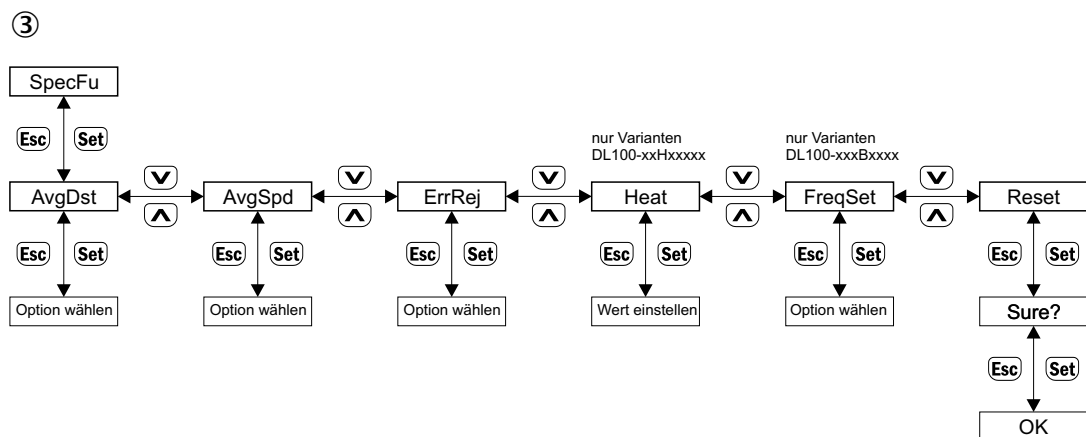 ③
SpecFu
Esc Set
nur Varianten
DL100-xxHxxxxx
nur Varianten
DL100-xxxBxxxx
AvgDst AvgSpd ErrRej Heat FreqSet Reset
Esc Set Esc Set Esc Set Esc Set Esc Set Esc Set
Option wählen Option wählen Option wählen Wert einstellen Option wählen Sure?
Esc Set
OK